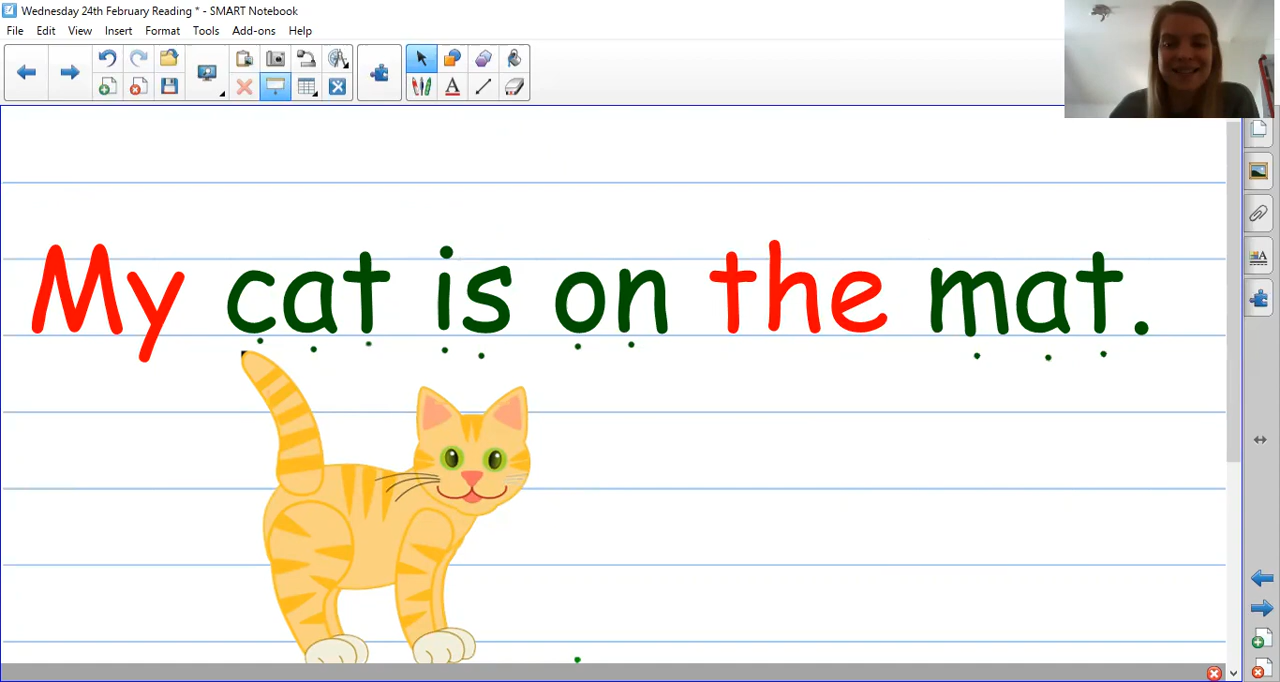 Wednesday 24th February Reading * - SMART Notebook
File Edit View Insert Format Tools Add-ons Help
My cat is on the mat.